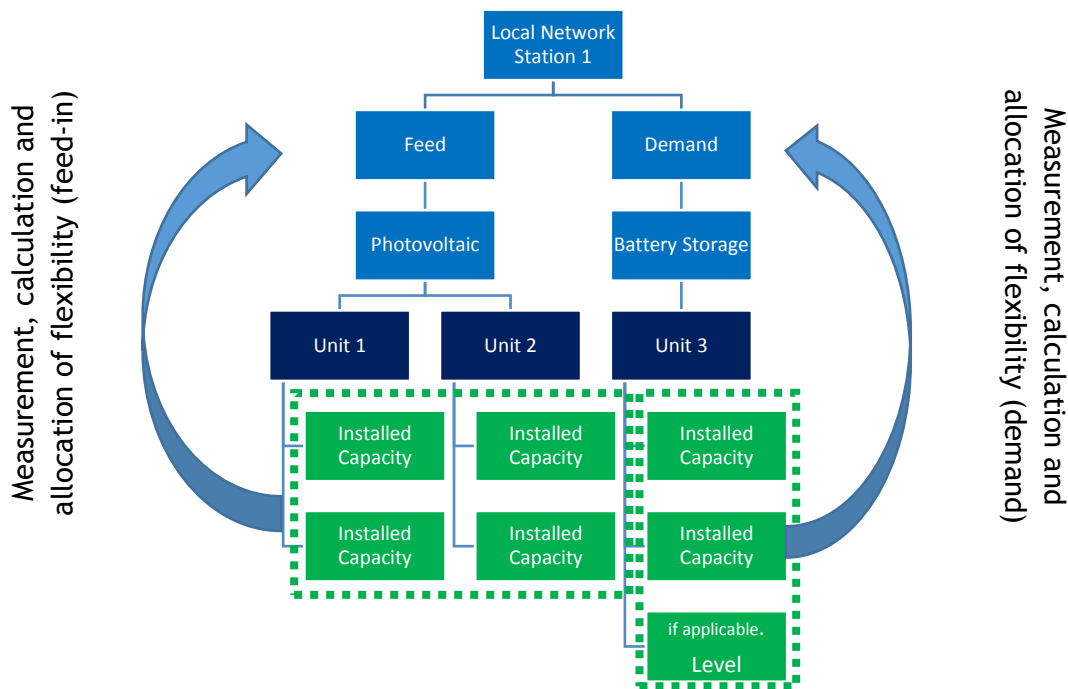 Local Network
Station 1
Measurement, calculation and
allocation of flexibility (feed-in)
Measurement, calculation and
allocation of flexibility (demand)
Feed
Demand
Photovoltaic
Battery Storage
Unit 1
Unit 2
Unit 3
Installed
Capacity
Installed
Capacity
Installed
Capacity
Installed
Capacity
Installed
Capacity
Installed
Capacity
if applicable.
Level